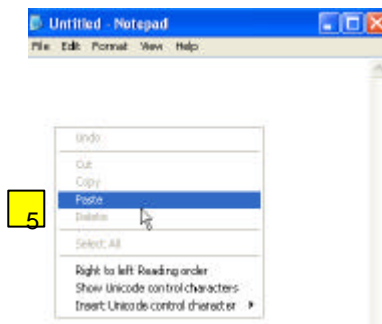 Untitled - Notepad
File Edit Format View Help
Undo
Cut
Copy
Paste
5
Delete
Select All
Right to left Reading order
Show Unicode control characters
Insert Unicode control character